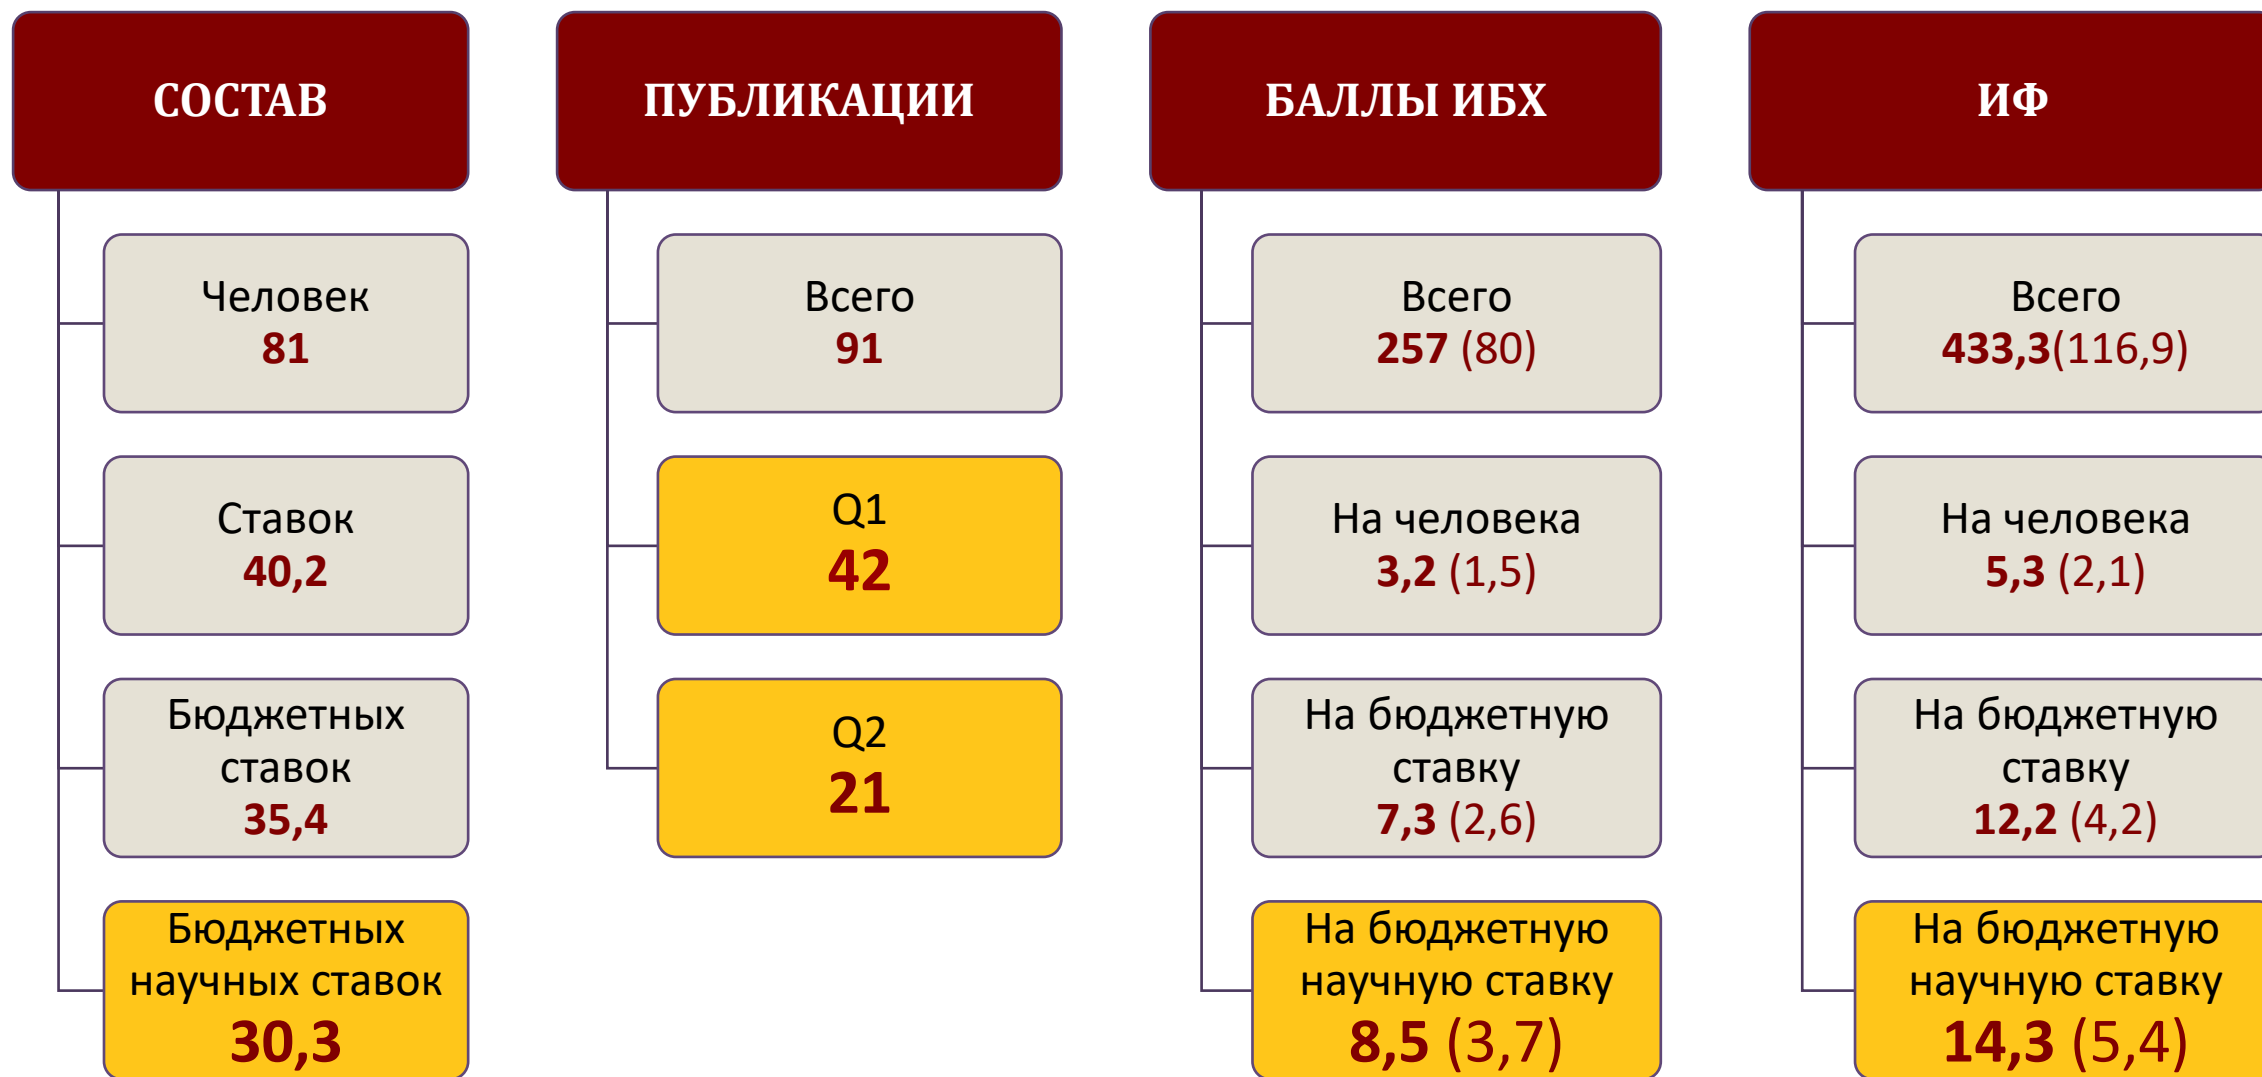 СОСТАВ
Человек
81
Ставок
40,2
Бюджетных
ставок
35,4
Бюджетных
научных ставок
30,3
ПУБЛИКАЦИИ
Всего
91
Q1
42
Q2
21
БАЛЛЫ ИБХ
Всего
257 (80)
На человека
3,2 (1,5)
На бюджетную
ставку
7,3 (2,6)
На бюджетную
научную ставку
8,5 (3,7)
ИФ
Всего
433,3(116,9)
На человека
5,3 (2,1)
На бюджетную
ставку
12,2 (4,2)
На бюджетную
научную ставку
14,3 (5,4)